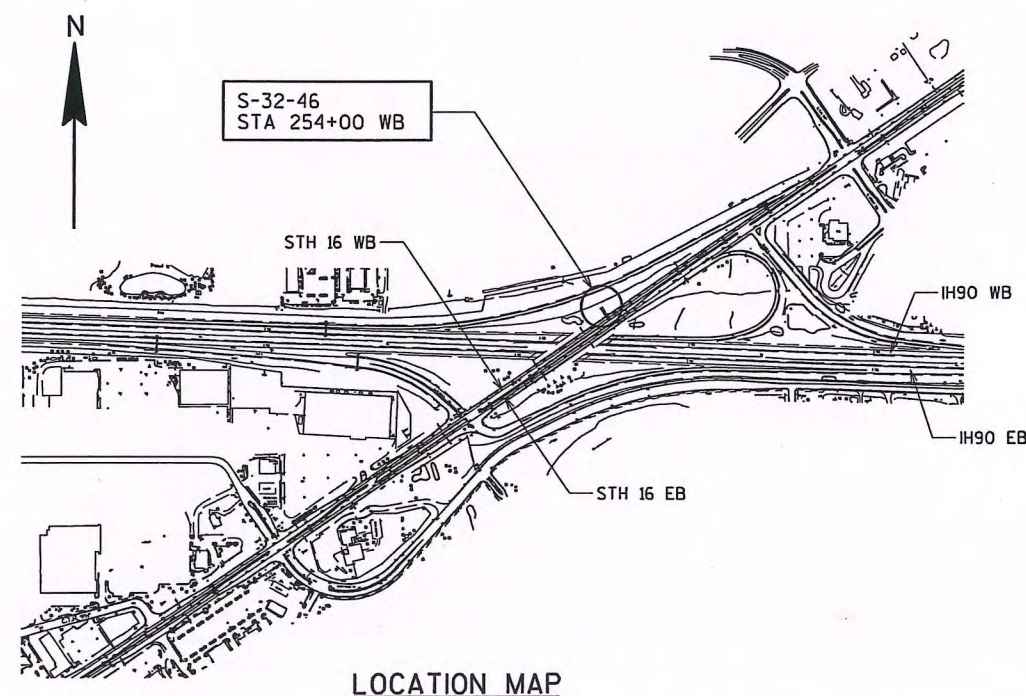 N
S-32-46
STA 254+00 WB
STH 16 WB
IH90 WB
IH90 EB
STH 16 EB
LOCATION MAP